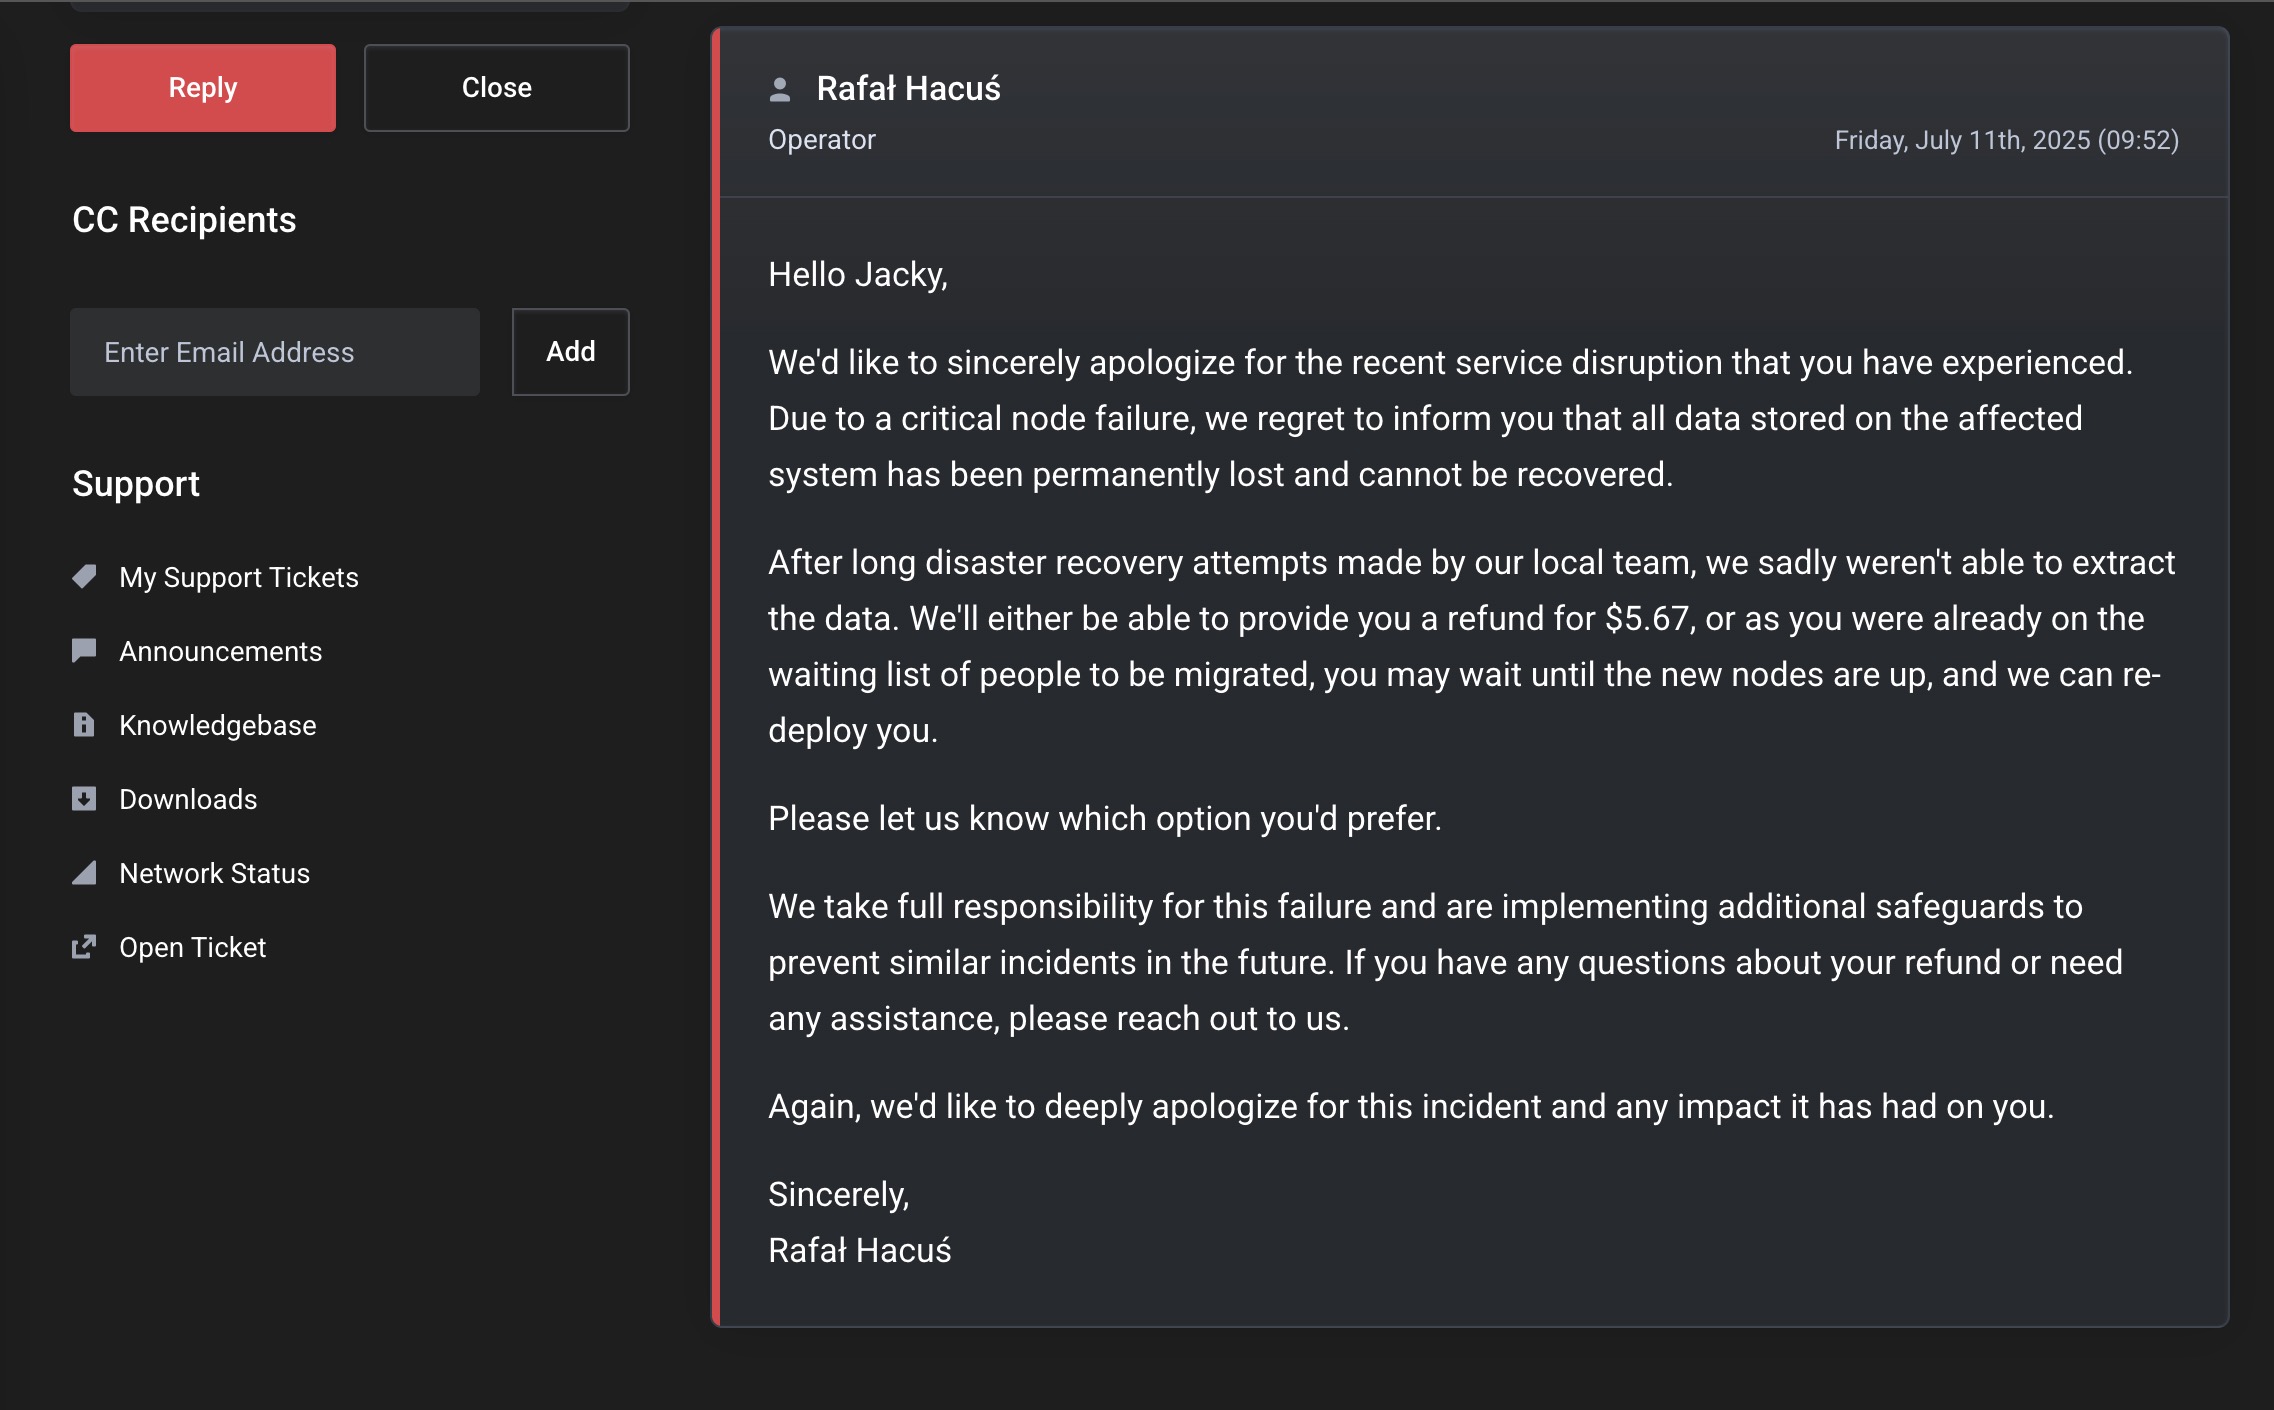 Reply
Close
CC Recipients
Enter Email Address
Add
Support
My Support Tickets
Announcements
Knowledgebase
Downloads
Network Status
Open Ticket
Rafał Hacuś
Operator
Friday, July 11th, 2025 (09:52)
Hello Jacky,
We'd like to sincerely apologize for the recent service disruption that you have experienced.
Due to a critical node failure, we regret to inform you that all data stored on the affected
system has been permanently lost and cannot be recovered.
After long disaster recovery attempts made by our local team, we sadly weren't able to extract
the data. We'll either be able to provide you a refund for $5.67, or as you were already on the
waiting list of people to be migrated, you may wait until the new nodes are up, and we can re-
deploy you.
Please let us know which option you'd prefer.
We take full responsibility for this failure and are implementing additional safeguards to
prevent similar incidents in the future. If you have any questions about your refund or need
any assistance, please reach out to us.
Again, we'd like to deeply apologize for this incident and any impact it has had on you.
Sincerely,
Rafał Hacuś